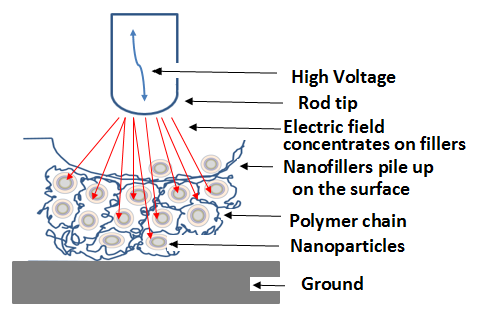 High Voltage
Rod tip
Electric field
concentrates on fillers
Nanofillers pile up
on the surface
Polymer chain
Nanoparticles
Ground